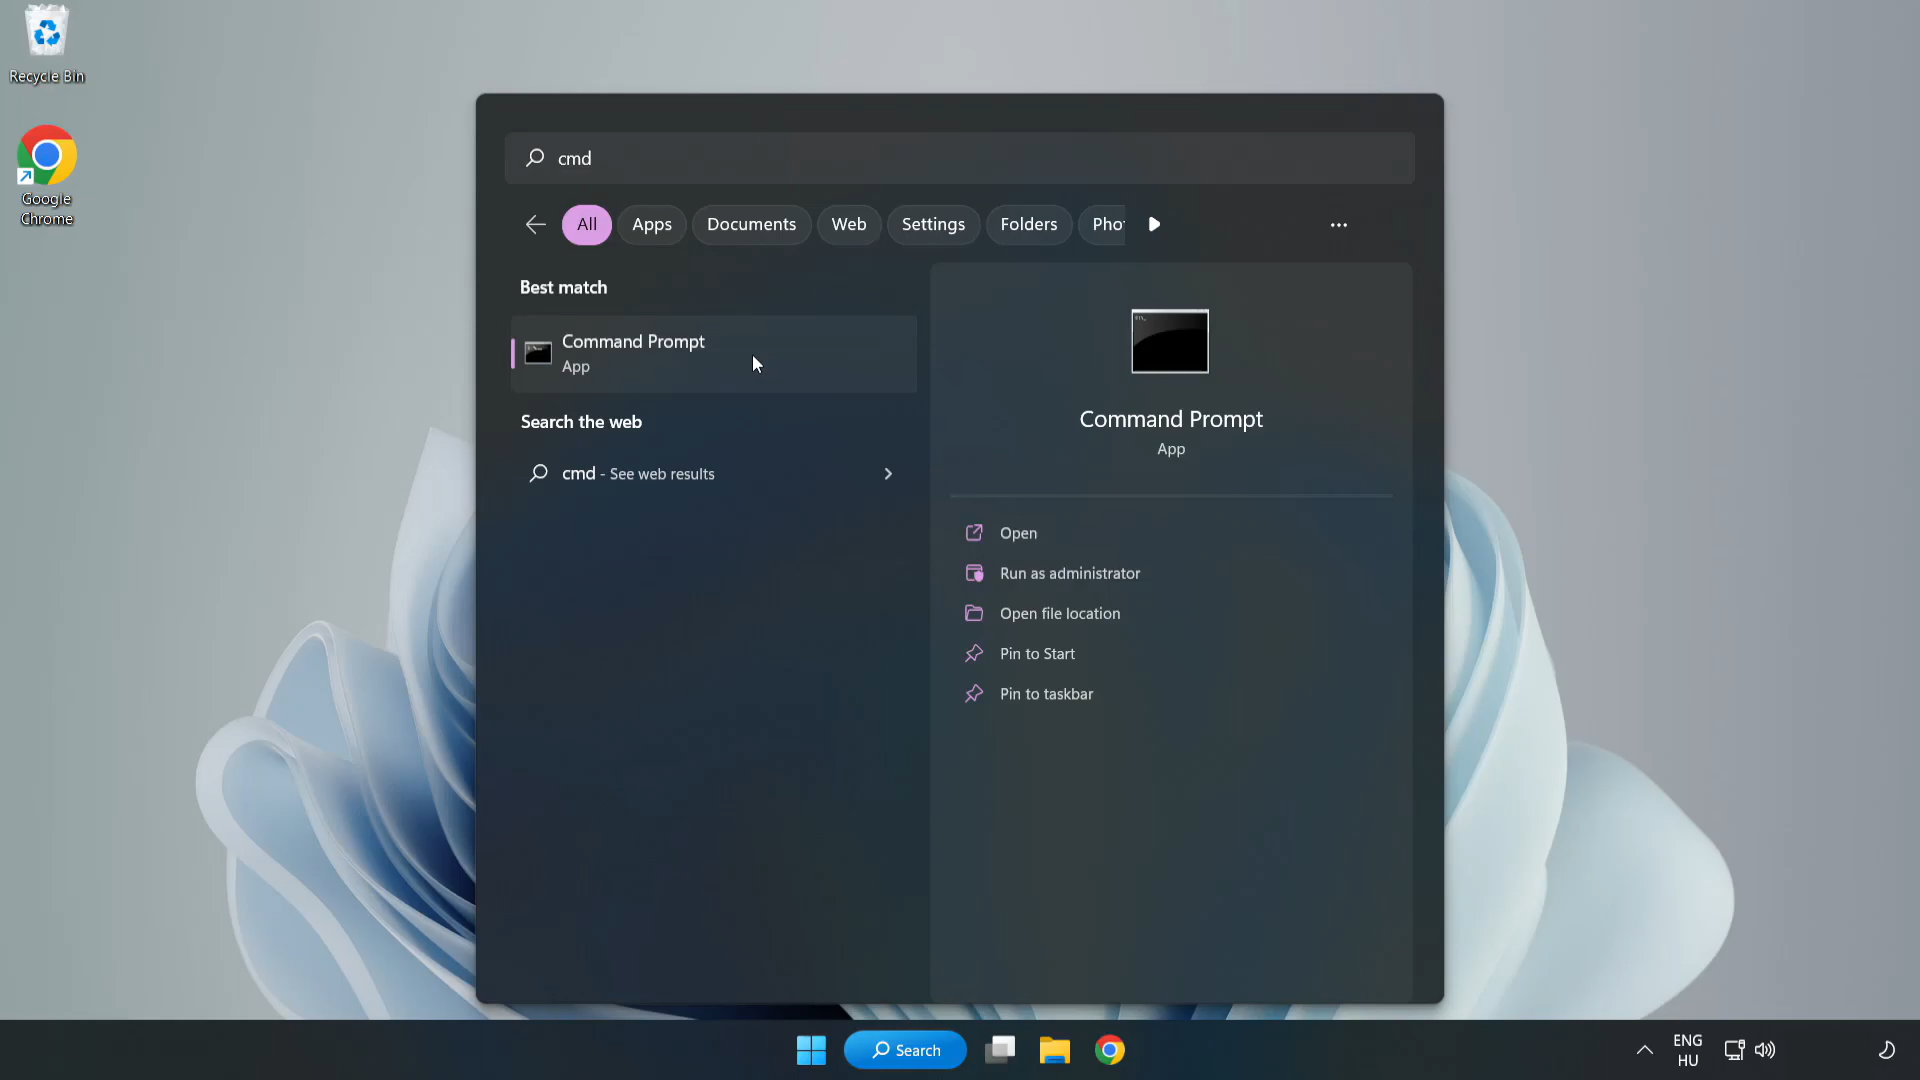 Recycle Bin
Google
Chrome
cmd
All
Apps
Documents
Web
Settings
Folders
Pho
Best match
Command Prompt
App
Search the web
cmd - See web results
Command Prompt
App
Open
Run as administrator
Open file location
Pin to Start
Pin to taskbar
Search
ENG
HU